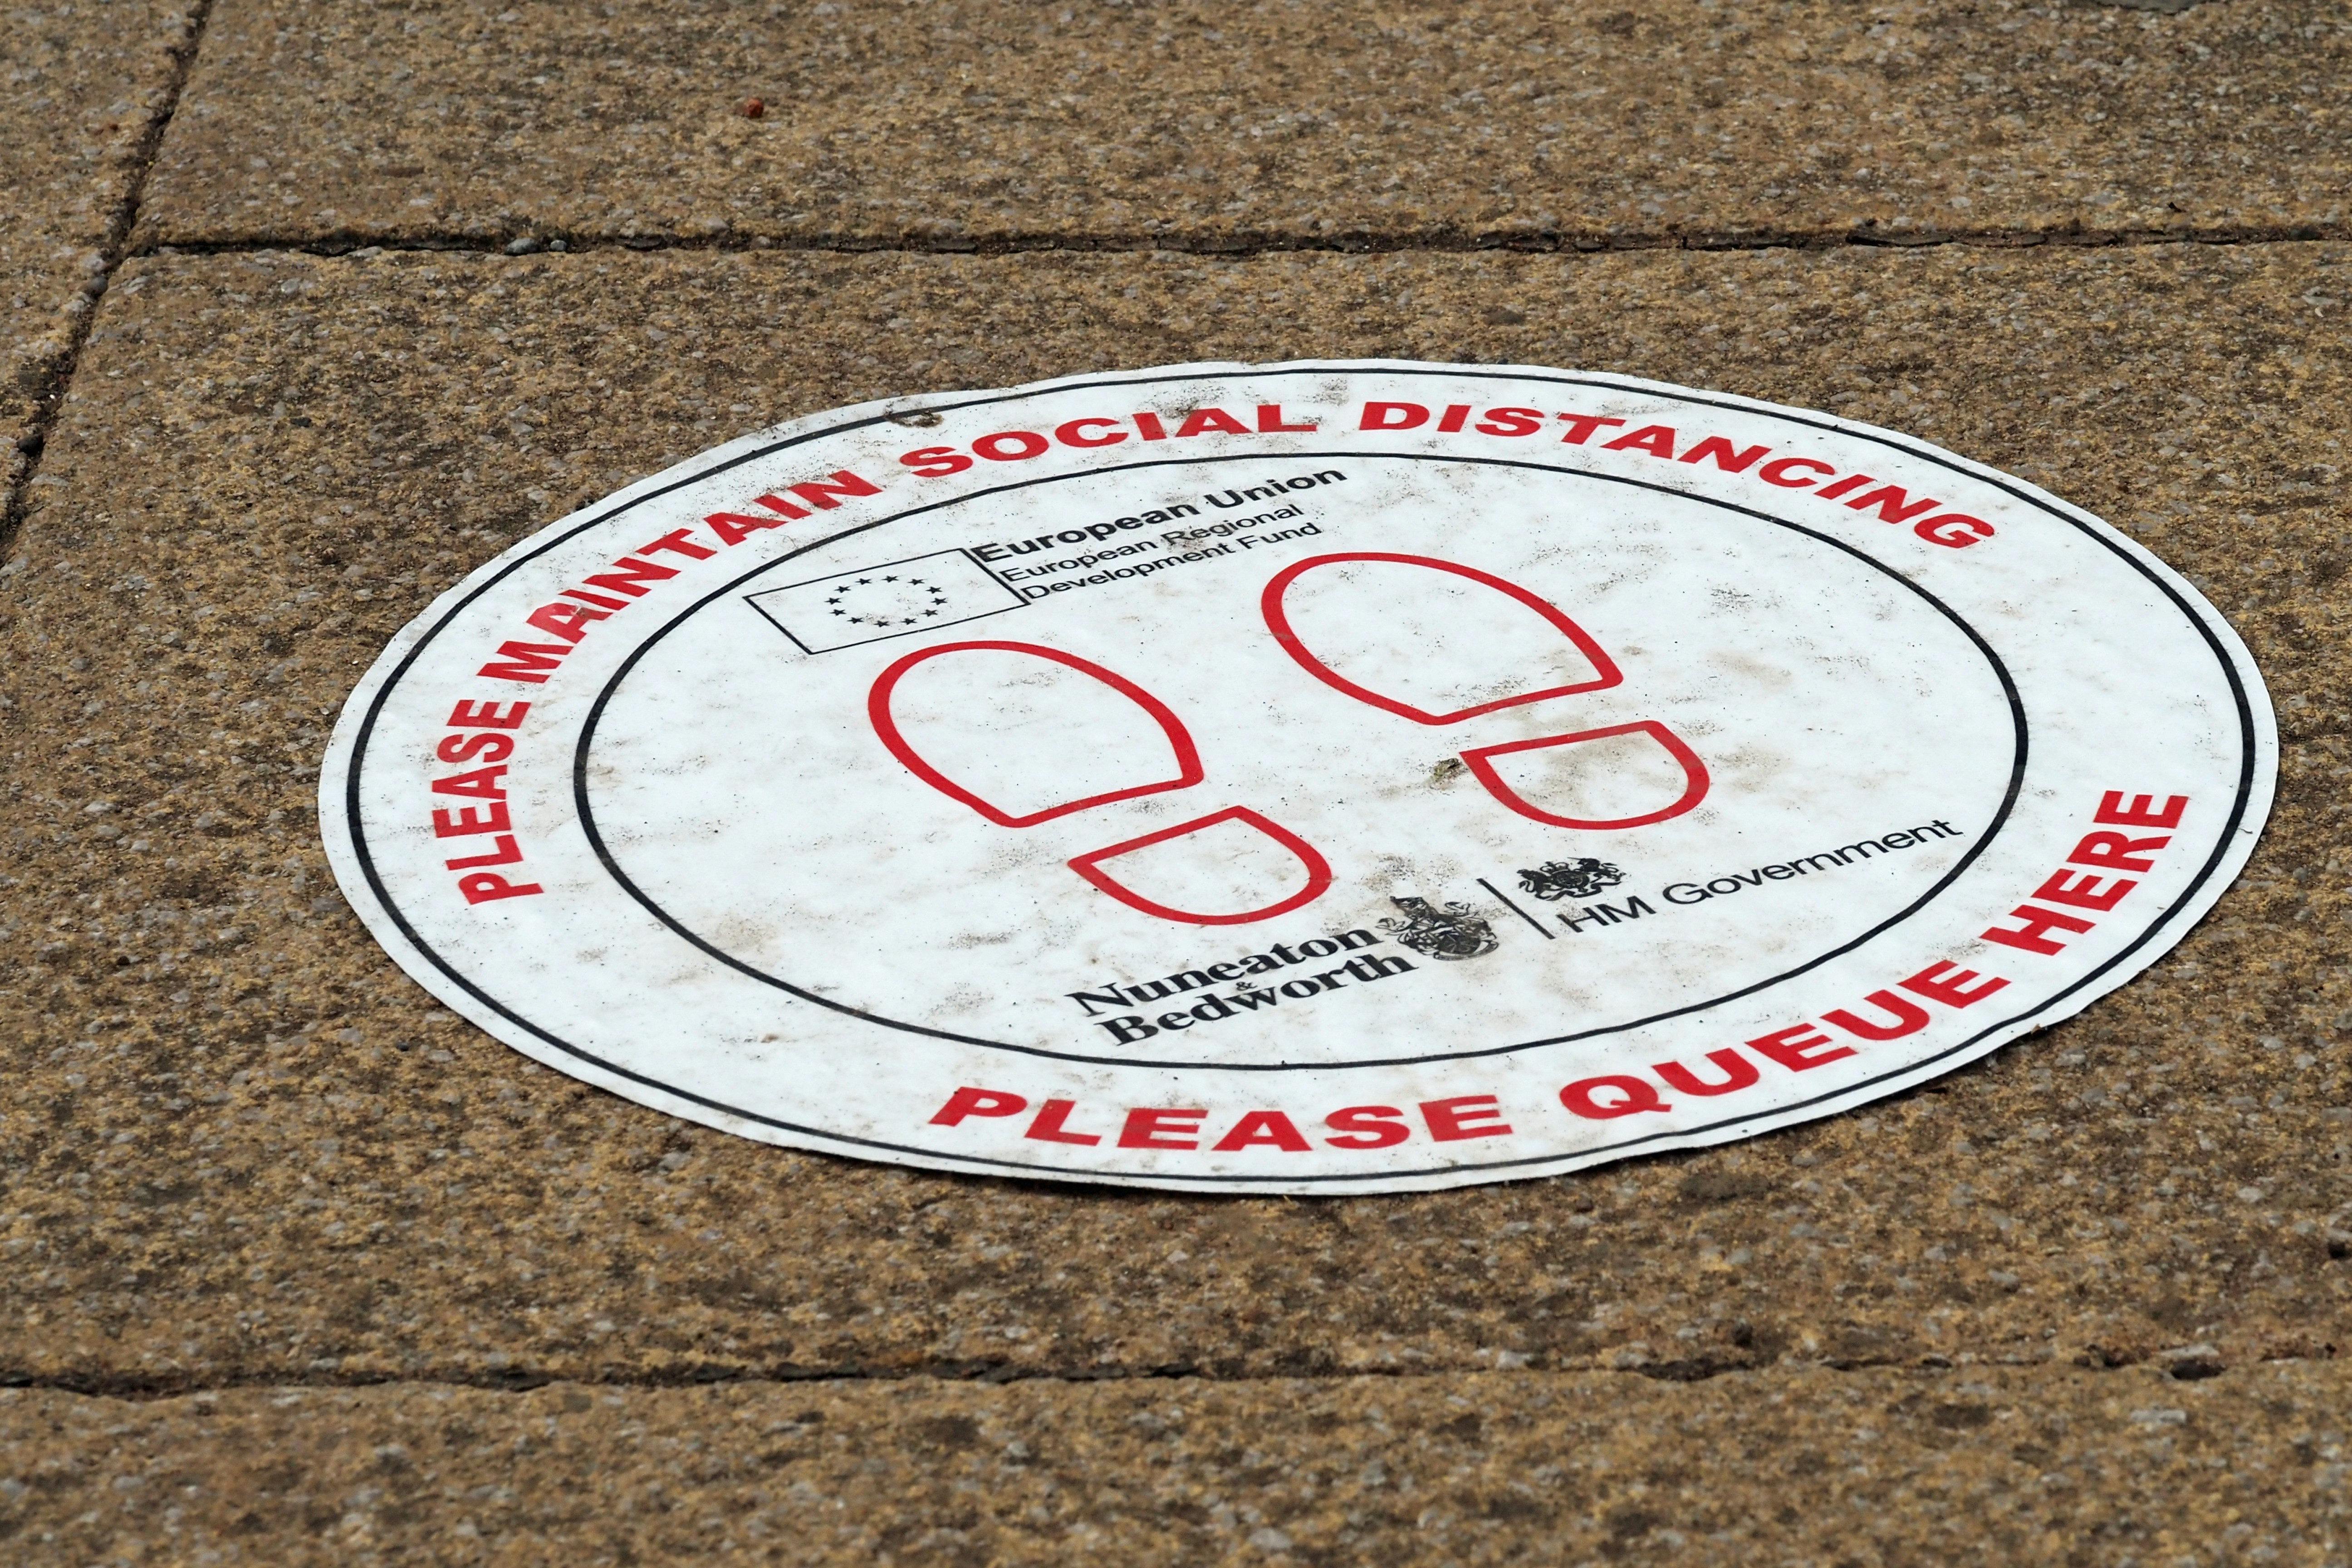 PLEASE MAINTAIN SOCIAL DISTANCING
European Union
European Regional
Development Fund
Nuneaton
&
Bedworth
HM Government
PLEASE QUEUE HERE